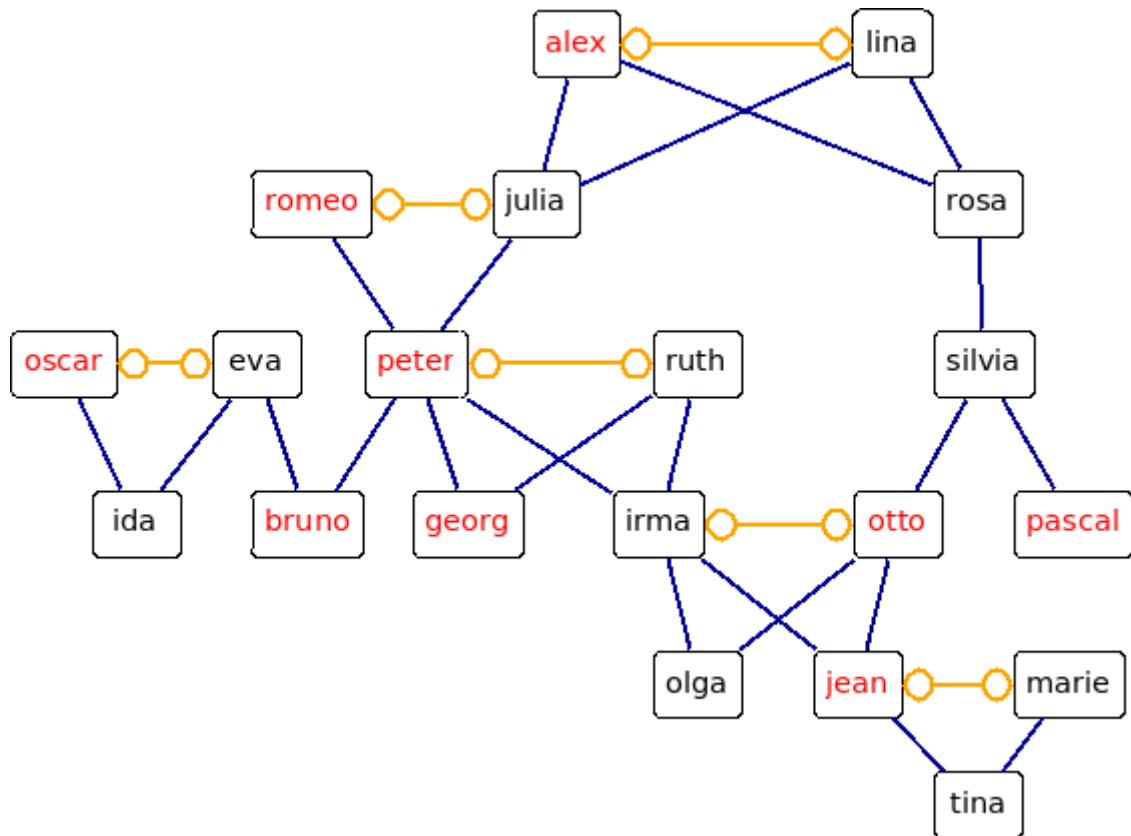 alex
lina
romeo
julia
rosa
oscar
eva
peter
ruth
silvia
ida
bruno
georg
irma
otto
pascal
olga
jean
marie
tina